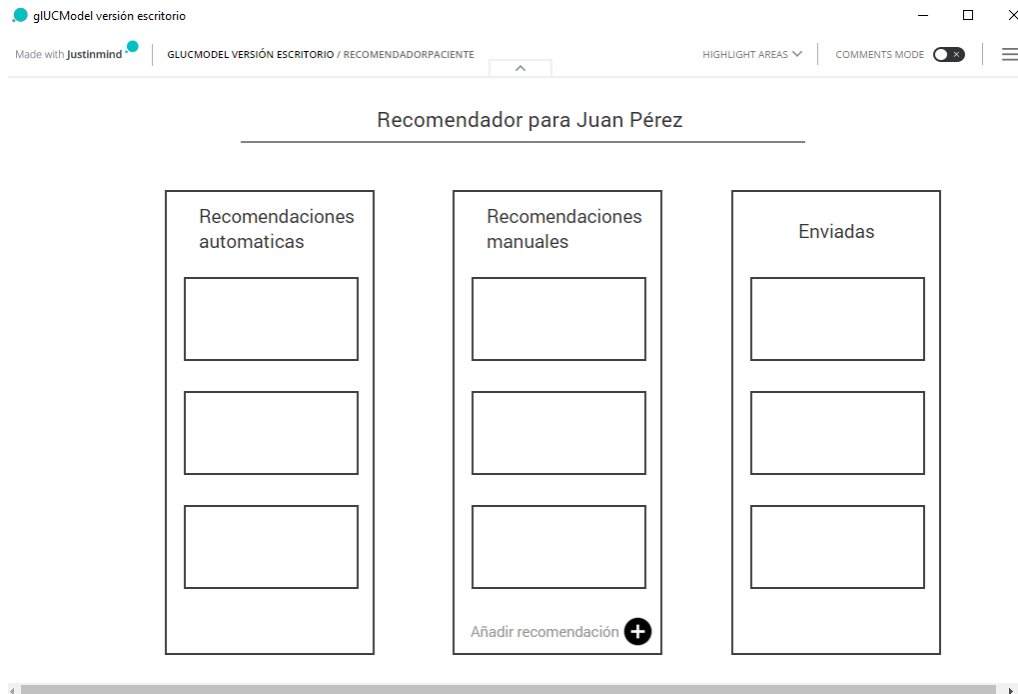 glUCModel versión escritorio
Made with Justinmind
GLUCMODEL VERSIÓN ESCRITORIO / RECOMENDADORPACIENTE
HIGHLIGHT AREAS
COMMENTS MODE
Recomendador para Juan Pérez
Recomendaciones
automaticas
Recomendaciones
manuales
Enviadas
Añadir recomendación